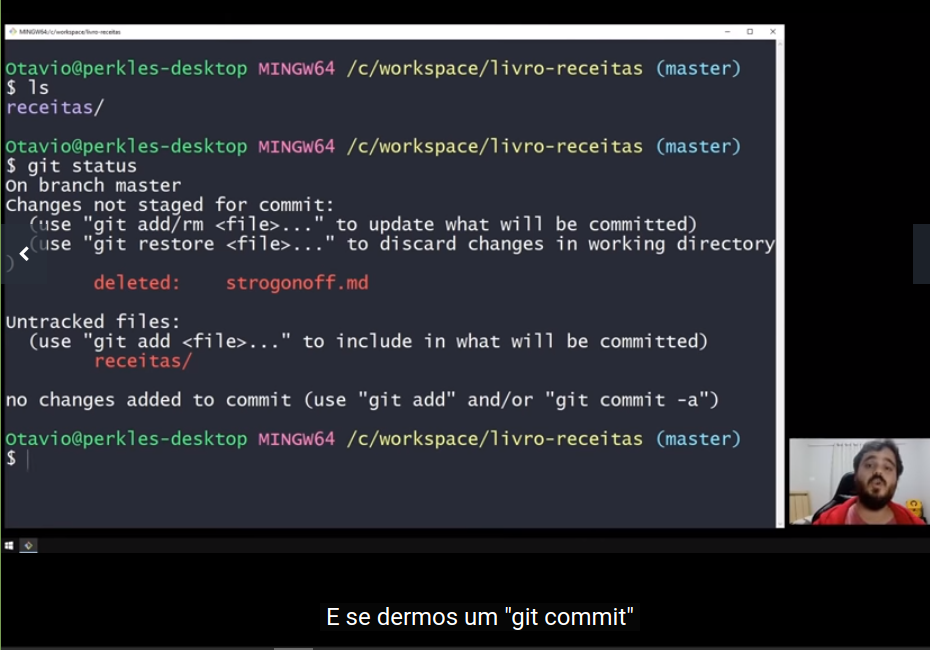 MINGW64:/c/workspace/livro-receitas
Otavio@perkles-desktop MINGW64 /c/workspace/livro-receitas (master)
$ ls
receitas/
Otavio@perkles-desktop MINGW64 /c/workspace/livro-receitas (master)
$ git status
On branch master
Changes not staged for commit:
(use "git add/rm <file>..." to update what will be committed)
(use "git restore <file>..." to discard changes in working directory
)
deleted: strogonoff.md
Untracked files:
(use "git add <file>..." to include in what will be committed)
receitas/
no changes added to commit (use "git add" and/or "git commit -a")
Otavio@perkles-desktop MINGW64 /c/workspace/livro-receitas (master)
$
E se dermos um "git commit"